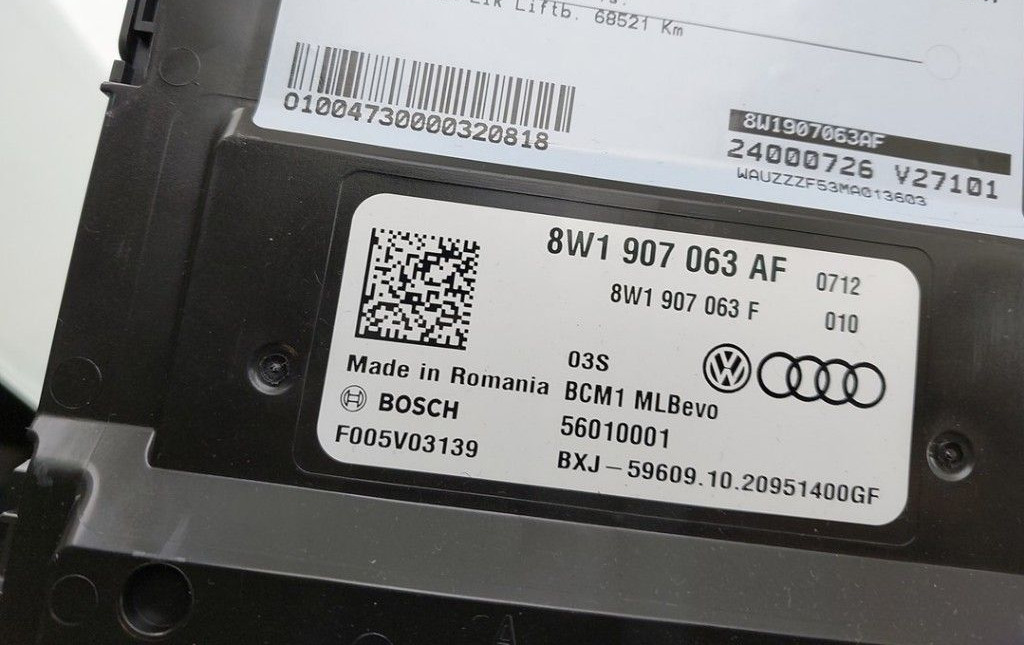 Liftb. 68521 Km
01004730000320818
8W1907063AF
24000726 V27101
WAUZZZF53MA013603
8W1 907 063 AF 0712
8W1 907 063 F 010
03S
Made in Romania
BCM1 MLBevo
BOSCH
56010001
F005V03139
BXJ-59609.10.20951400GF